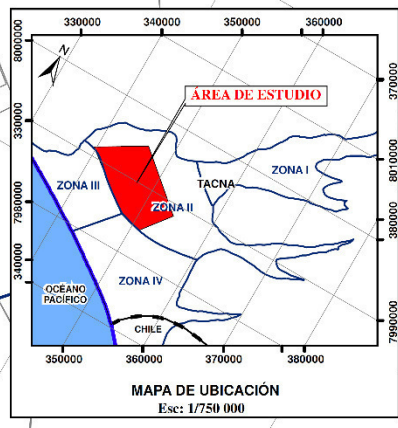 330000
340000
350000
360000
8000000
N
370000
ÁREA DE ESTUDIO
330000
ZONA I
8010000
ZONA III
TACNA
7980000
ZONA II
380000
340000
ZONA IV
OCÉANO
PACÍFICO
7990000
CHILE
350000
360000
370000
380000
MAPA DE UBICACIÓN
Esc: 1/750 000